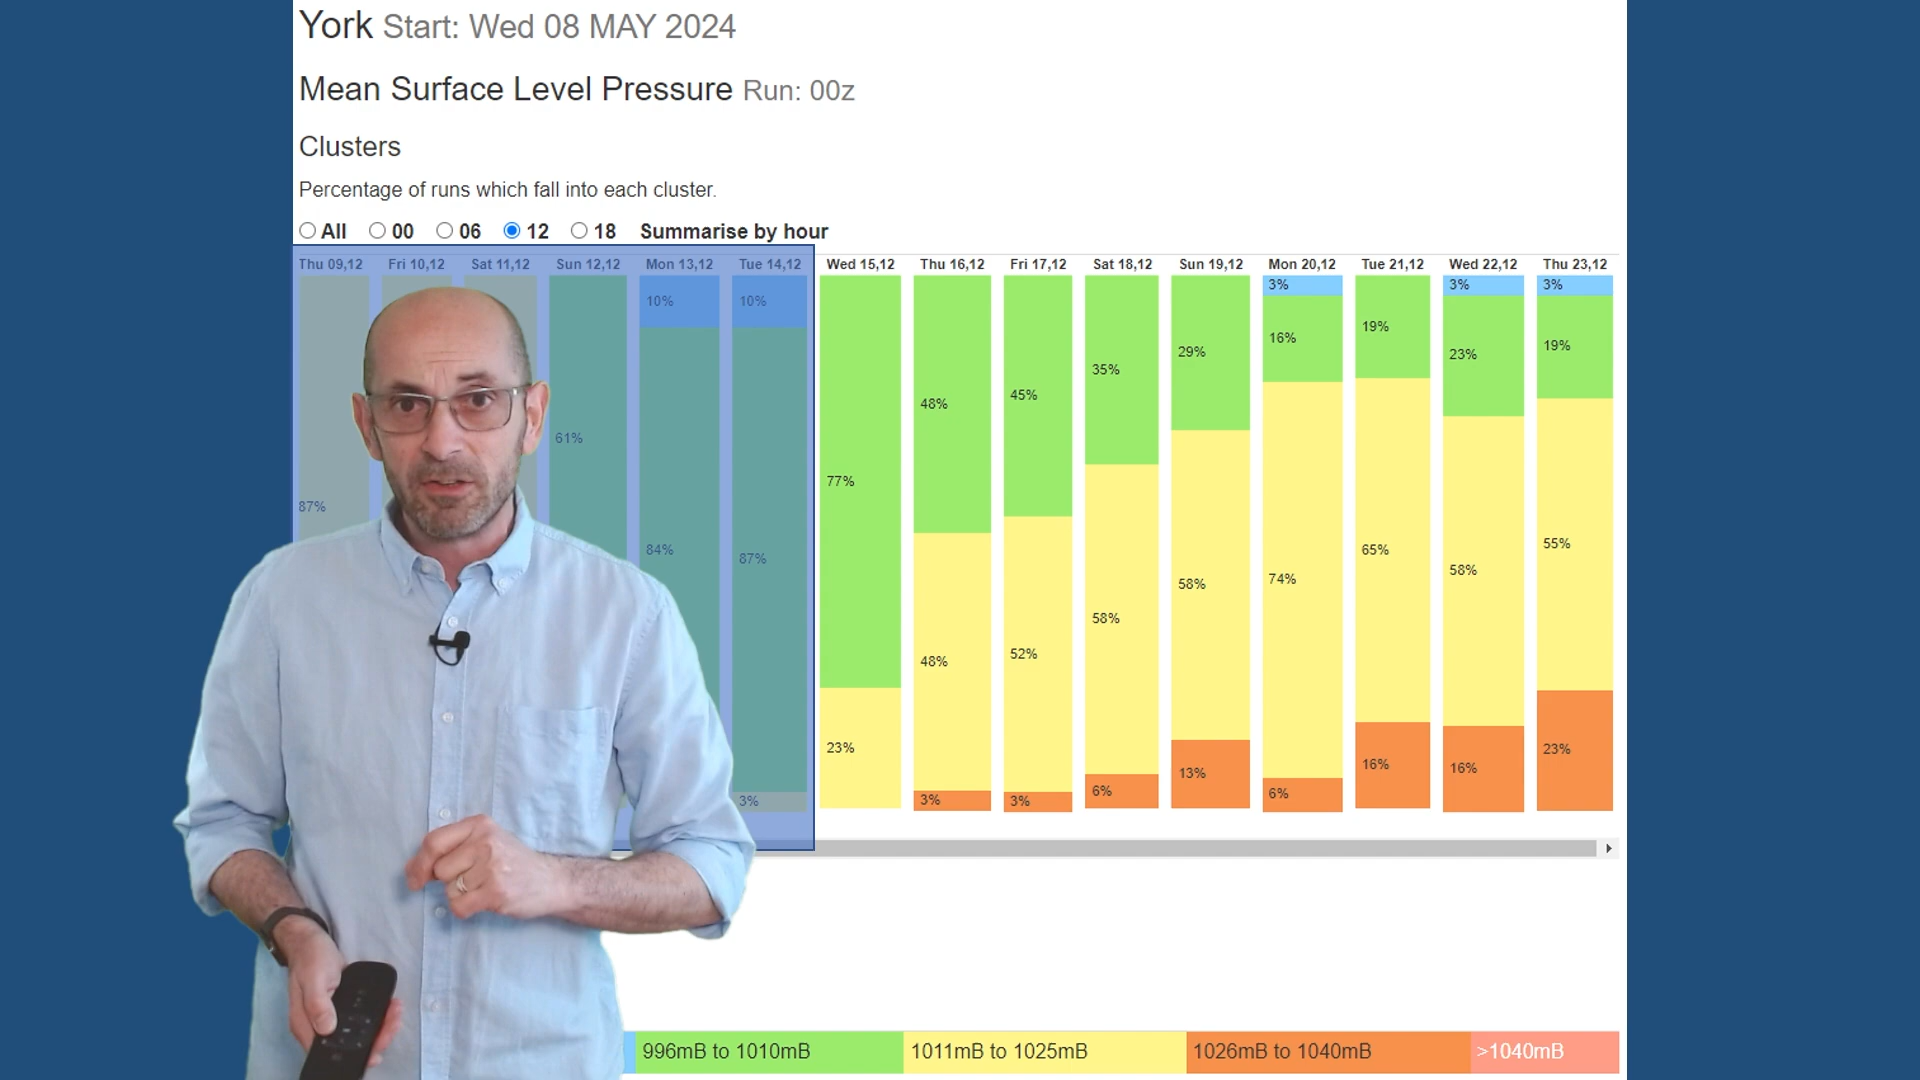 York Start: Wed 08 MAY 2024
Mean Surface Level Pressure Run: 00z
Clusters
Percentage of runs which fall into each cluster.
All 00 06 12 18 Summarise by hour
Thu 09,12 Fri 10,12 Sat 11,12 Sun 12,12 Mon 13,12 Tue 14,12 Wed 15,12 Thu 16,12 Fri 17,12 Sat 18,12 Sun 19,12 Mon 20,12 Tue 21,12 Wed 22,12 Thu 23,12
3% 3% 3%
10% 10%
19%
16%
19%
29% 23%
35%
45%
48%
61%
77%
87%
55%
84% 65%
87%
58%
74%
58%
58%
52%
48%
23% 23%
16% 16%
13%
6% 6%
3% 3% 3%
996mB to 1010mB 1011mB to 1025mB 1026mB to 1040mB >1040mB